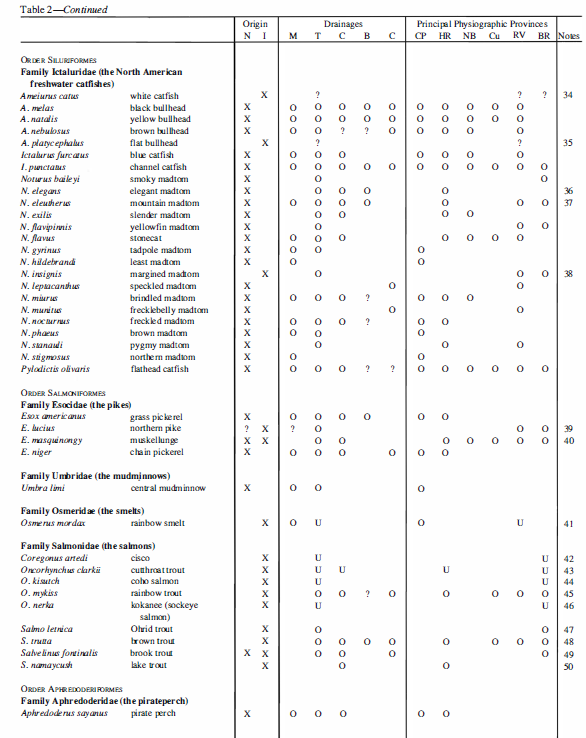 Table 2—Continued
Origin Drainages Principal Physiographic Provinces
N I M T C B C CP HR NB Cu RV BR Notes
ORDER SILURIFORMES
Family Ictaluridae (the North American
freshwater catfishes)
Ameiurus catus white catfish X ? ? ? 34
A. melas black bullhead X O O O O O O O O O O
A. natalis yellow bullhead X O O O O O O O O O O
A. nebulosus brown bullhead X O O ? ? O O O O O
A. platycephalus flat bullhead X ? ? 35
Ictalurus furcatus blue catfish X O O O O O O O
I. punctatus channel catfish X O O O O O O O O O O O
Noturus baileyi smoky madtom X O O
N. elegans elegant madtom X O O O O 36
N. eleutherus mountain madtom X O O O O O O O 37
N. exilis slender madtom X O O O O
N. flavipinnis yellowfin madtom X O O O
N. flavus stonecat X O O O O O O O
N. gyrinus tadpole madtom X O O O
N. hildebrandi least madtom X O O
N. insignis margined madtom X O O O 38
N. leptacanthus speckled madtom X O O
N. miurus brindled madtom X O O O ? O O O
N. munitus frecklebelly madtom X O O
N. nocturnus freckled madtom X O O O ? O O
N. phaeus brown madtom X O O O
N. stanauli pygmy madtom X O O O
N. stigmosus northern madtom X O O
Pylodictis olivaris flathead catfish X O O O ? ? O O O O O O
ORDER SALMONIFORMES
Family Esocidae (the pikes)
Esox americanus grass pickerel X O O O O O O
E. lucius northern pike ? X ? O O O 39
E. masquinongy muskellunge X X O O O O O O O 40
E. niger chain pickerel X O O O O O O
Family Umbridae (the mudminnows)
Umbra limi central mudminnow X O O O
Family Osmeridae (the smelts)
Osmerus mordax rainbow smelt X O U O U 41
Family Salmonidae (the salmons)
Coregonus artedi cisco X U U 42
Oncorhynchus clarkii cutthroat trout X U U H U 43
O. kisutch coho salmon X U U 44
O. mykiss rainbow trout X O O ? O O O O O 45
O. nerka kokanee (sockeye X U U 46
salmon)
Salmo letnica Ohrid trout X O O 47
S. trutta brown trout X O O O O O O O O 48
Salvelinus fontinalis brook trout X X O O O O 49
S. namaycush lake trout X O O 50
ORDER APHREDODERIFORMES
Family Aphredoderidae (the pirateperch)
Aphredoderus sayanus pirate perch X O O O O O